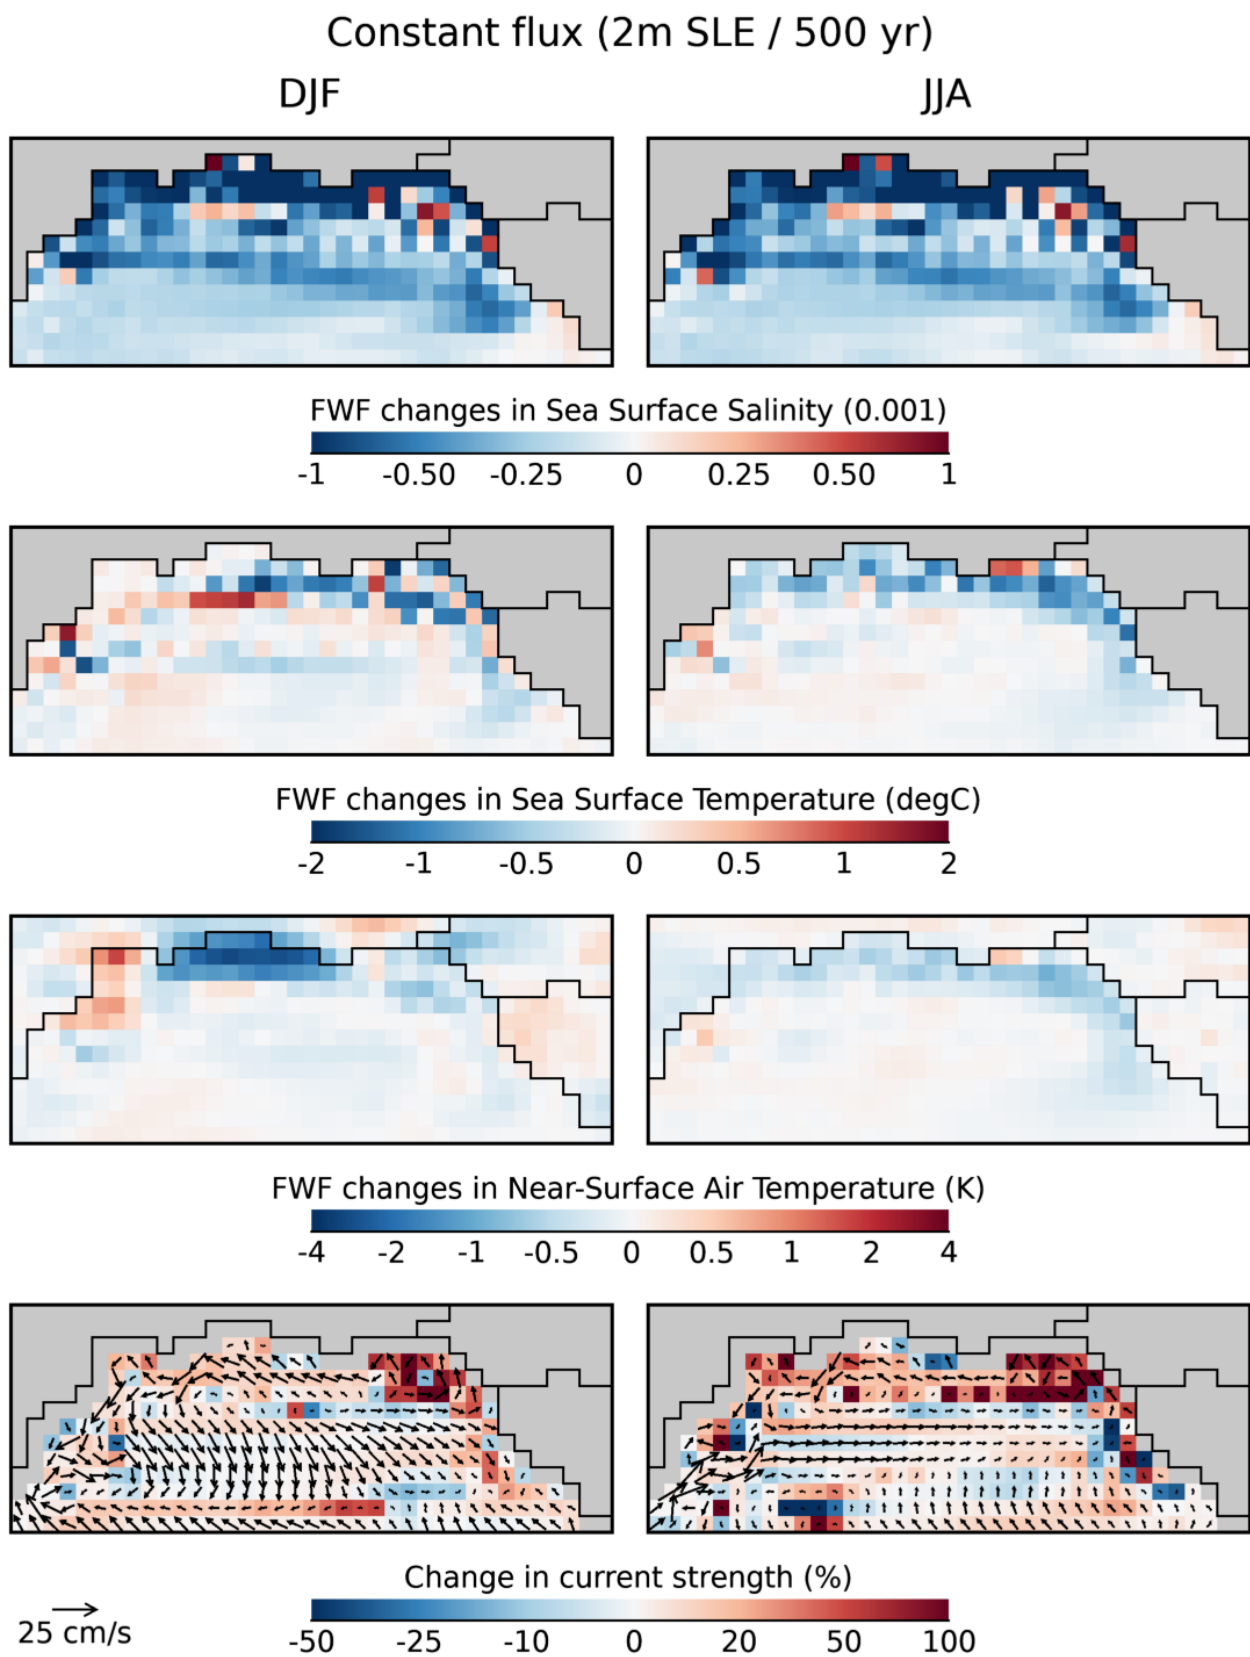 Constant flux (2m SLE / 500 yr)
DJF JJA
FWF changes in Sea Surface Salinity (0.001)
-1 -0.50 -0.25 0 0.25 0.50 1
FWF changes in Sea Surface Temperature (degC)
-2 -1 -0.5 0 0.5 1 2
FWF changes in Near-Surface Air Temperature (K)
-4 -2 -1 -0.5 0 0.5 1 2 4
Change in current strength (%)
25 cm/s
-50 -25 -10 0 20 50 100